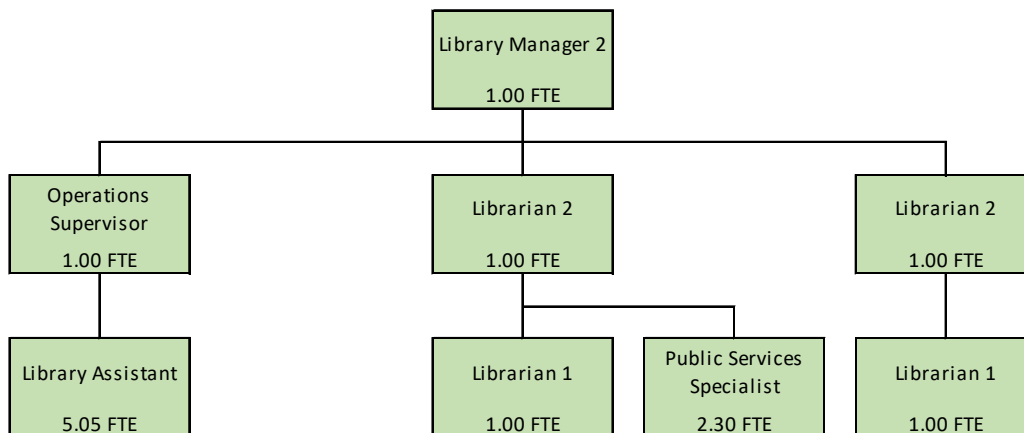 Library Manager 2
1.00 FTE
Operations
Supervisor
1.00 FTE
Librarian 2
1.00 FTE
Librarian 2
1.00 FTE
Library Assistant
5.05 FTE
Librarian 1
1.00 FTE
Public Services
Specialist
2.30 FTE
Librarian 1
1.00 FTE